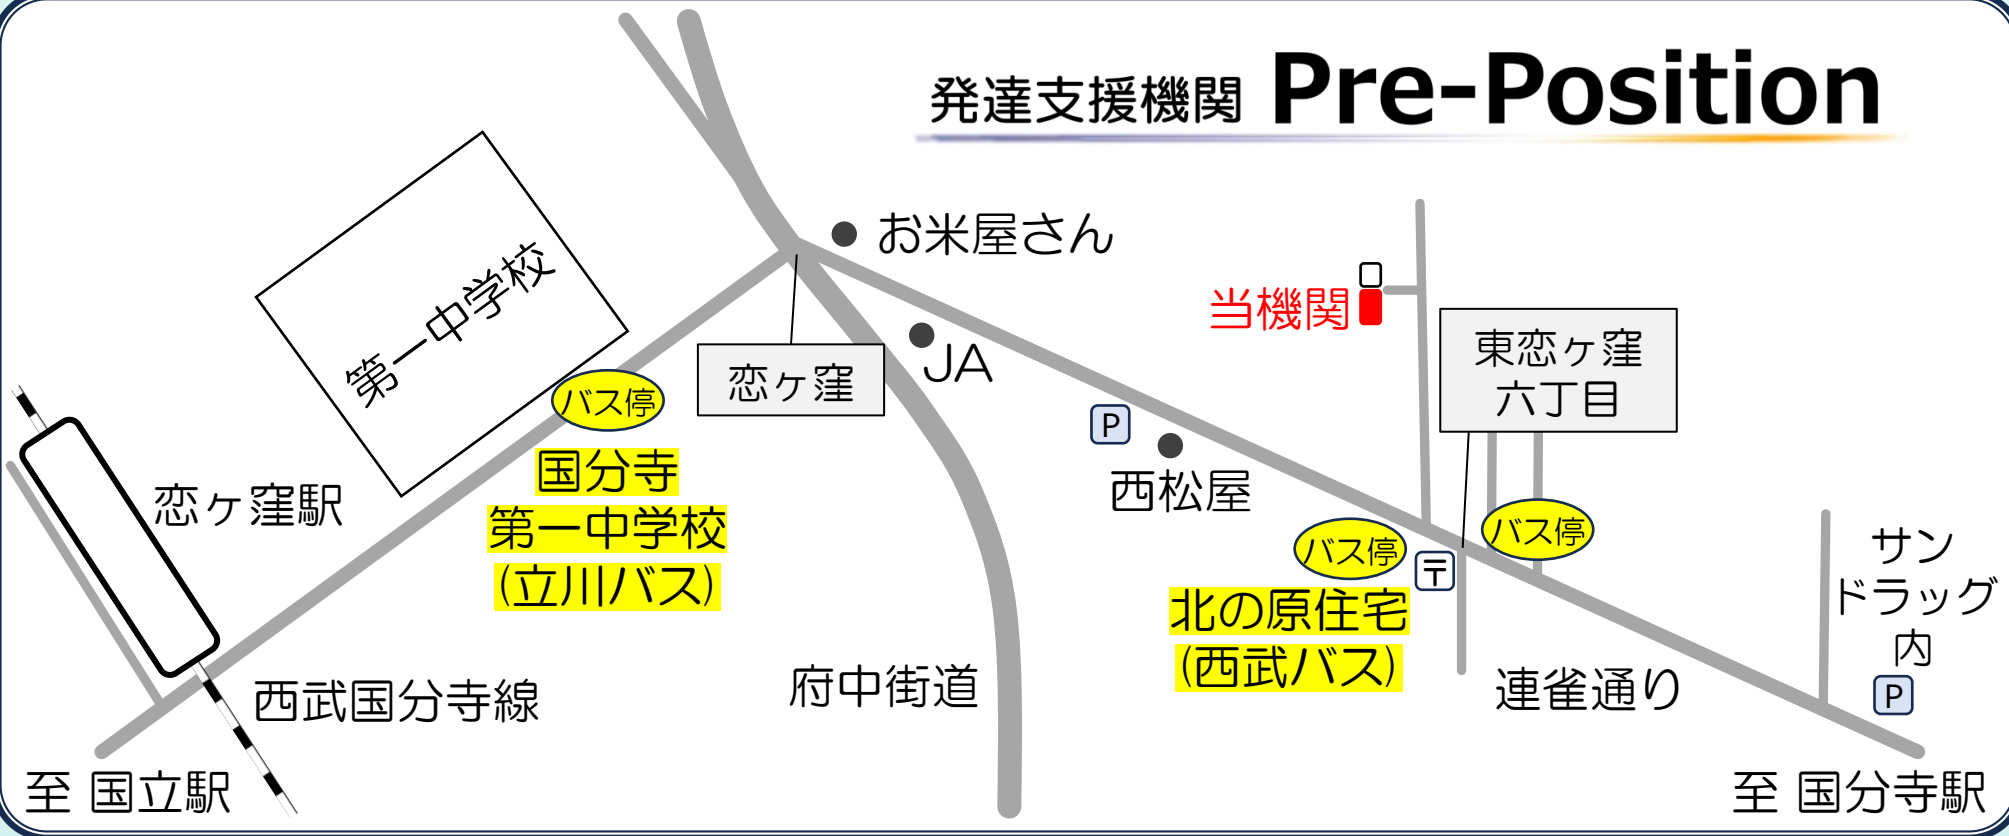 発達支援機関 Pre-Position
お米屋さん
第一中学校
当機関
東恋ヶ窪
六丁目
JA
恋ヶ窪
バス停
P
国分寺
第一中学校
(立川バス)
西松屋
恋ヶ窪駅
バス停
バス停
〒
サン
ドラッグ
内
P
北の原住宅
(西武バス)
西武国分寺線
府中街道
連雀通り
至 国立駅
至 国分寺駅